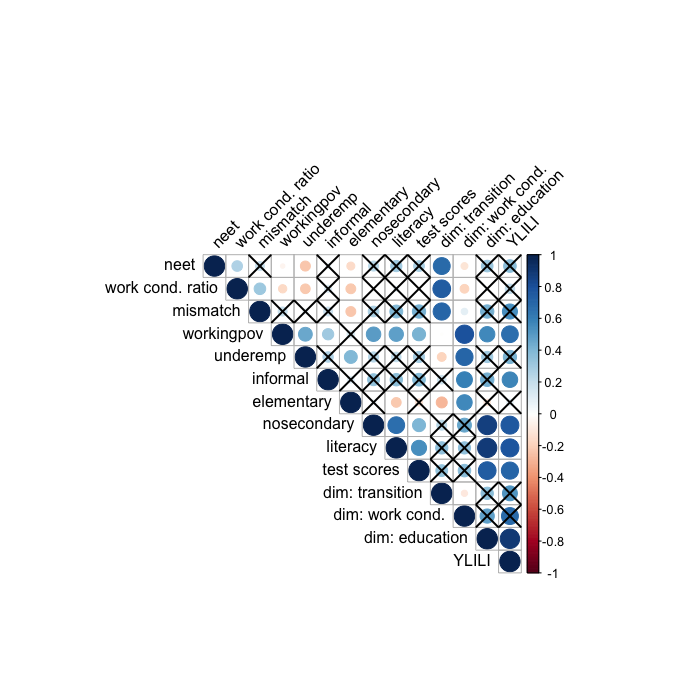 neet
work cond. ratio
mismatch
workingpov
underemp
informal
elementary
nosecondary
literacy
test scores
dim: transition
dim: work cond.
dim: education
YLILI
neet
work cond. ratio
mismatch
workingpov
underemp
informal
elementary
nosecondary
literacy
test scores
dim: transition
dim: work cond.
dim: education
YLILI
1
0.8
0.6
0.4
0.2
0
-0.2
-0.4
-0.6
-0.8
-1